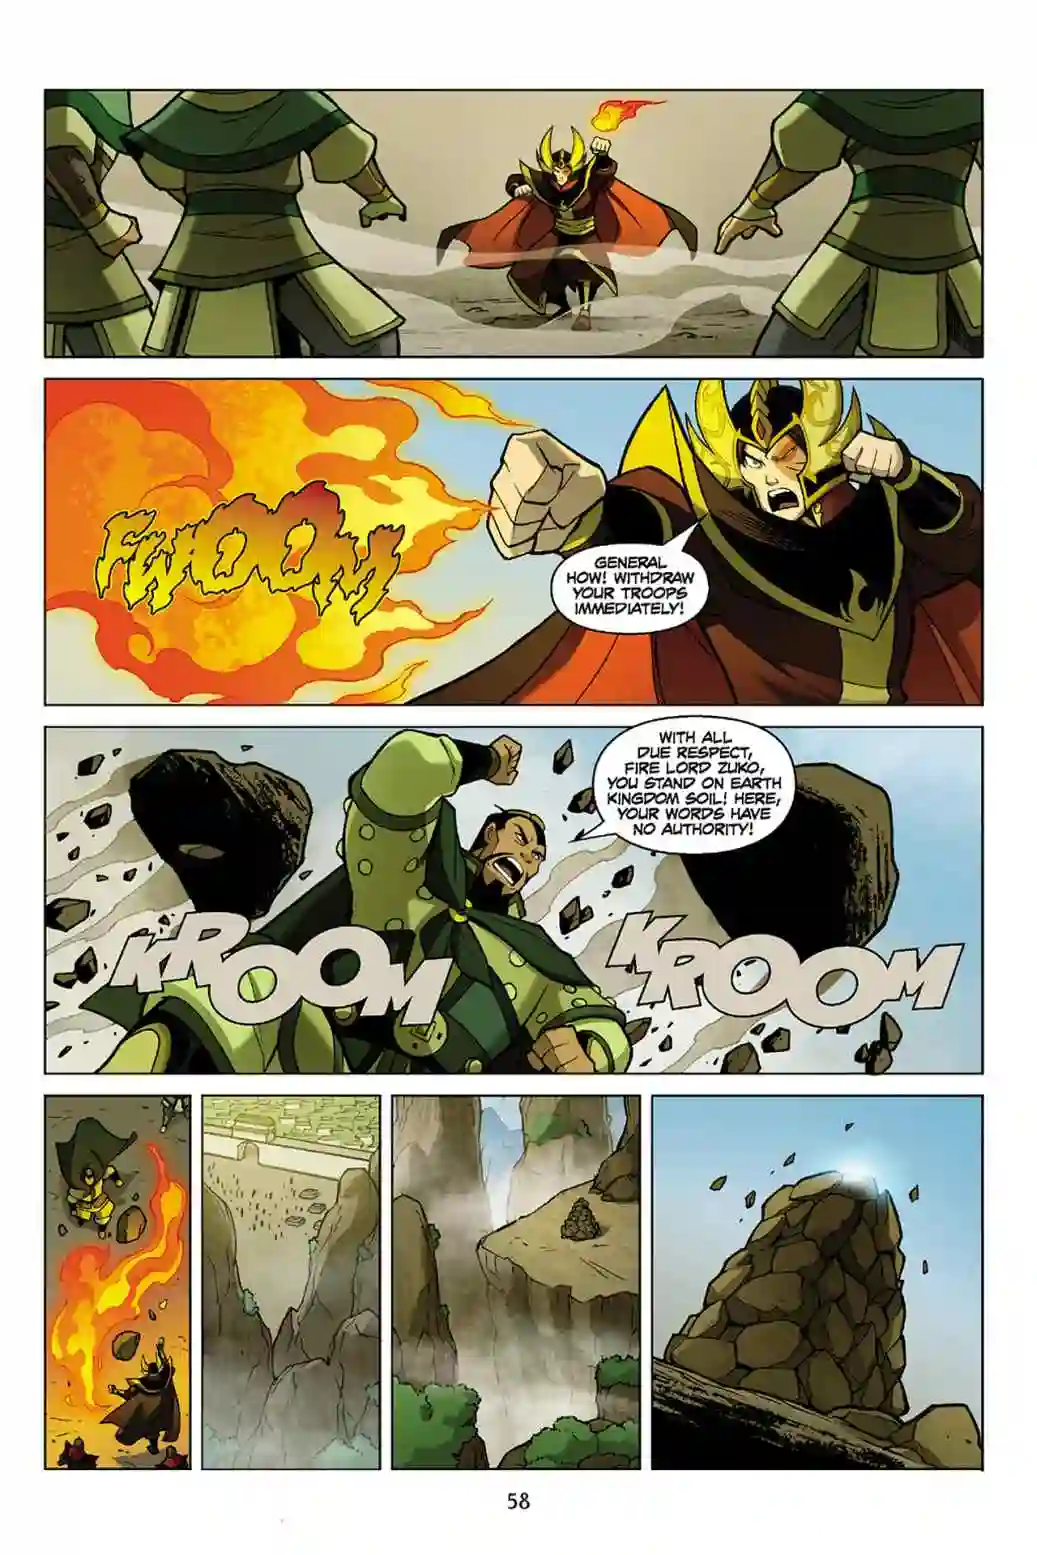 FWOOM
GENERAL
HOW! WITHDRAW
YOUR TROOPS
IMMEDIATELY!
WITH ALL
DUE RESPECT,
FIRE LORD ZUKO,
YOU STAND ON EARTH
KINGDOM SOIL! HERE,
YOUR WORDS HAVE
NO AUTHORITY!
KROOM
KROOM
58